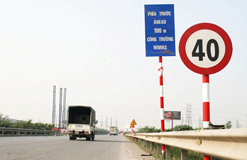 PHÍA TRƯỚC
AHEAD
100 m
CÔNG TRƯỜNG
WORKS
40